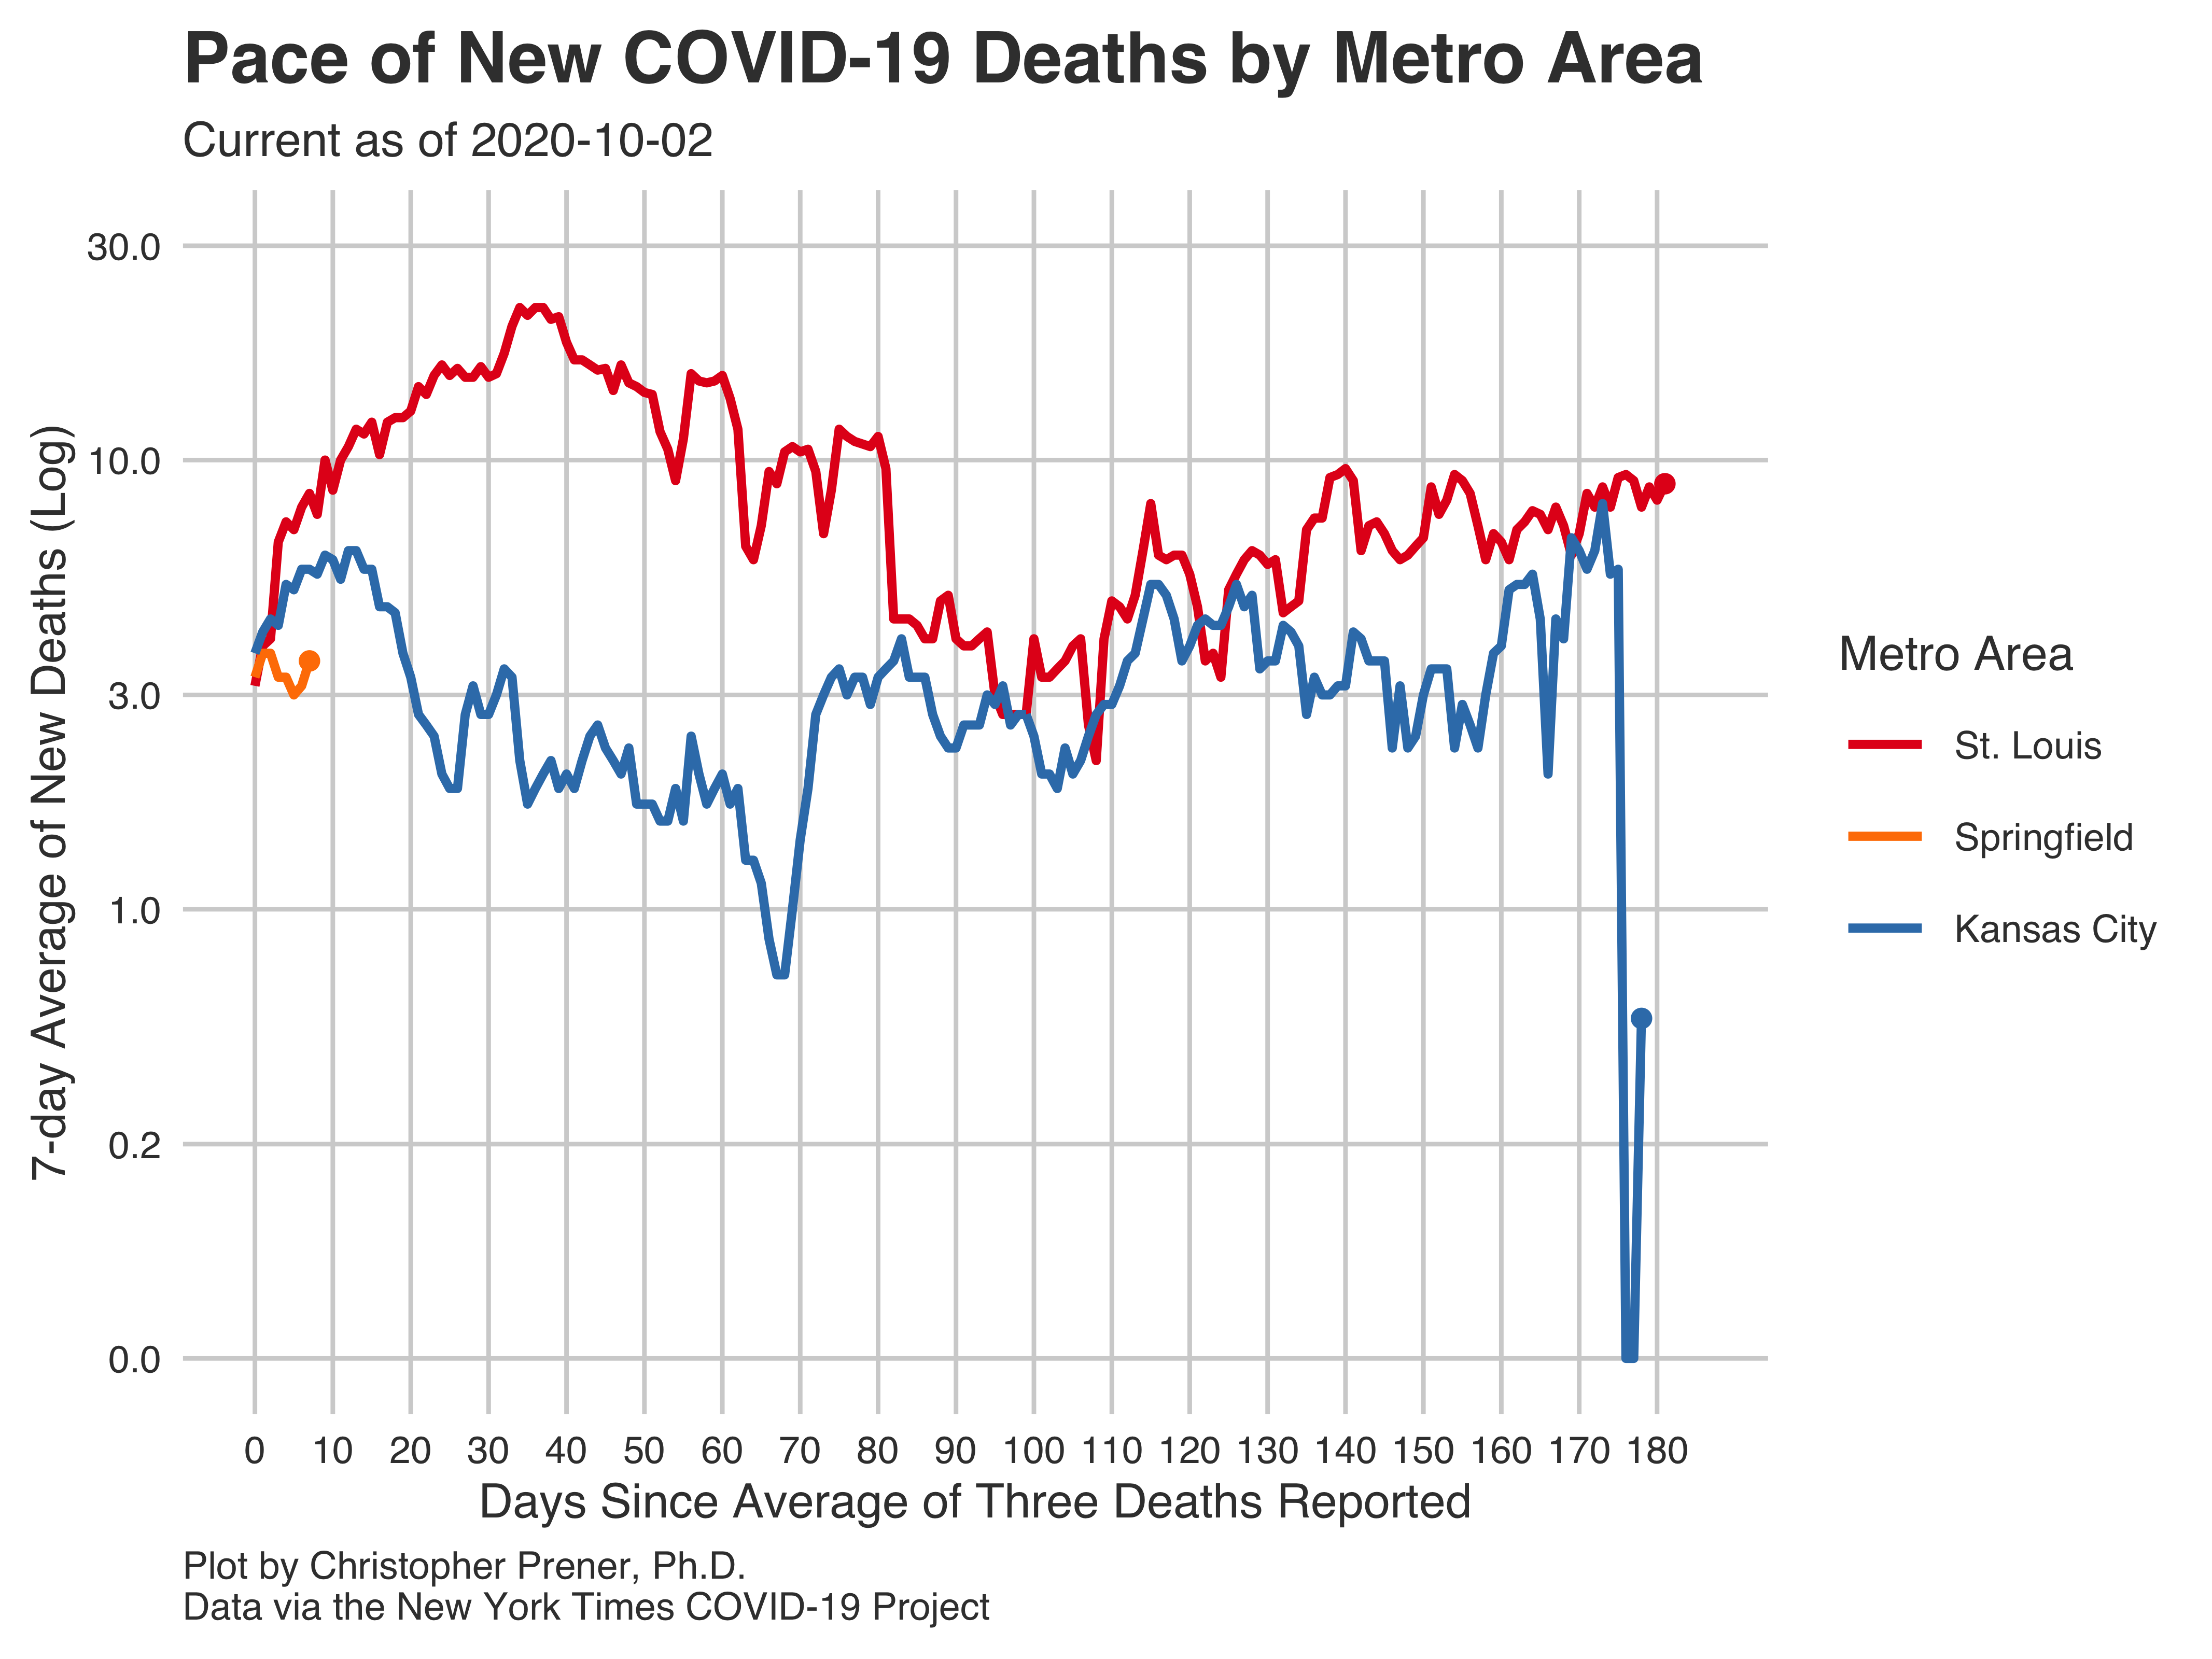 Pace of New COVID-19 Deaths by Metro Area
Current as of 2020-10-02
7-day Average of New Deaths (Log)
30.0
10.0
3.0
1.0
0.2
0.0
0 10 20 30 40 50 60 70 80 90 100 110 120 130 140 150 160 170 180
Days Since Average of Three Deaths Reported
Metro Area
St. Louis
Springfield
Kansas City
Plot by Christopher Prener, Ph.D.
Data via the New York Times COVID-19 Project